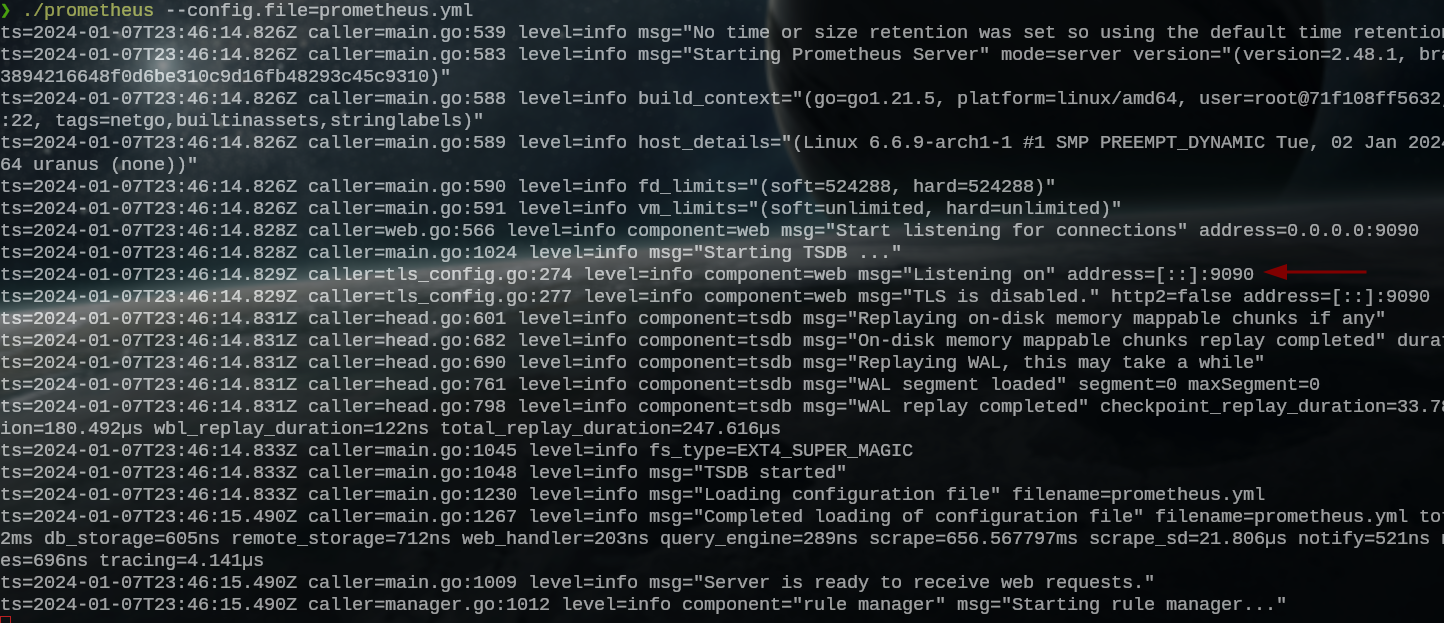 ❯ ./prometheus --config.file=prometheus.yml
ts=2024-01-07T23:46:14.826Z caller=main.go:539 level=info msg="No time or size retention was set so using the default time retention
ts=2024-01-07T23:46:14.826Z caller=main.go:583 level=info msg="Starting Prometheus Server" mode=server version="(version=2.48.1, bra
3894216648f0d6be310c9d16fb48293c45c9310)"
ts=2024-01-07T23:46:14.826Z caller=main.go:588 level=info build_context="(go=go1.21.5, platform=linux/amd64, user=root@71f108ff5632,
:22, tags=netgo,builtinassets,stringlabels)"
ts=2024-01-07T23:46:14.826Z caller=main.go:589 level=info host_details="(Linux 6.6.9-arch1-1 #1 SMP PREEMPT_DYNAMIC Tue, 02 Jan 2024
64 uranus (none))"
ts=2024-01-07T23:46:14.826Z caller=main.go:590 level=info fd_limits="(soft=524288, hard=524288)"
ts=2024-01-07T23:46:14.826Z caller=main.go:591 level=info vm_limits="(soft=unlimited, hard=unlimited)"
ts=2024-01-07T23:46:14.828Z caller=web.go:566 level=info component=web msg="Start listening for connections" address=0.0.0.0:9090
ts=2024-01-07T23:46:14.828Z caller=main.go:1024 level=info msg="Starting TSDB ..."
ts=2024-01-07T23:46:14.829Z caller=tls_config.go:274 level=info component=web msg="Listening on" address=[::]:9090
ts=2024-01-07T23:46:14.829Z caller=tls_config.go:277 level=info component=web msg="TLS is disabled." http2=false address=[::]:9090
ts=2024-01-07T23:46:14.831Z caller=head.go:601 level=info component=tsdb msg="Replaying on-disk memory mappable chunks if any"
ts=2024-01-07T23:46:14.831Z caller=head.go:682 level=info component=tsdb msg="On-disk memory mappable chunks replay completed" durat
ts=2024-01-07T23:46:14.831Z caller=head.go:690 level=info component=tsdb msg="Replaying WAL, this may take a while"
ts=2024-01-07T23:46:14.831Z caller=head.go:761 level=info component=tsdb msg="WAL segment loaded" segment=0 maxSegment=0
ts=2024-01-07T23:46:14.831Z caller=head.go:798 level=info component=tsdb msg="WAL replay completed" checkpoint_replay_duration=33.78
ion=180.492µs wbl_replay_duration=122ns total_replay_duration=247.616µs
ts=2024-01-07T23:46:14.833Z caller=main.go:1045 level=info fs_type=EXT4_SUPER_MAGIC
ts=2024-01-07T23:46:14.833Z caller=main.go:1048 level=info msg="TSDB started"
ts=2024-01-07T23:46:14.833Z caller=main.go:1230 level=info msg="Loading configuration file" filename=prometheus.yml
ts=2024-01-07T23:46:15.490Z caller=main.go:1267 level=info msg="Completed loading of configuration file" filename=prometheus.yml tot
2ms db_storage=605ns remote_storage=712ns web_handler=203ns query_engine=289ns scrape=656.567797ms scrape_sd=21.806µs notify=521ns n
es=696ns tracing=4.141µs
ts=2024-01-07T23:46:15.490Z caller=main.go:1009 level=info msg="Server is ready to receive web requests."
ts=2024-01-07T23:46:15.490Z caller=manager.go:1012 level=info component="rule manager" msg="Starting rule manager..."